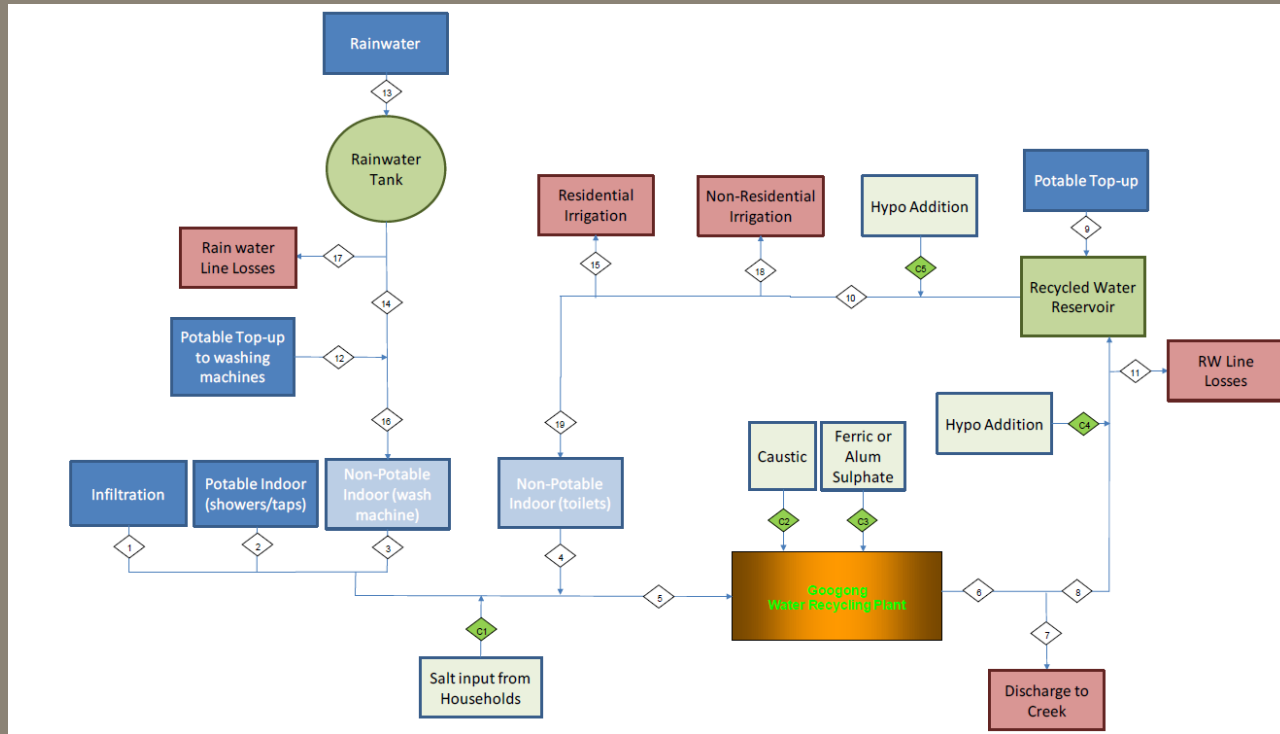 Rainwater
13
Rainwater
Tank
Rain water
Line Losses
17
14
Potable Top-up
to washing
machines
12
16
Infiltration
Potable Indoor
(showers/taps)
Non-Potable
Indoor (wash
machine)
1
2
3
Residential
Irrigation
Non-Residential
Irrigation
Hypo Addition
Potable Top-up
15
18
C5
9
10
Recycled Water
Reservoir
11
RW Line
Losses
Hypo Addition
C4
19
Non-Potable
Indoor (toilets)
4
Caustic
Ferric or
Alum
Sulphate
C2
C3
5
Googong
Water Recycling Plant
6
8
7
Discharge to
Creek
C1
Salt input from
Households